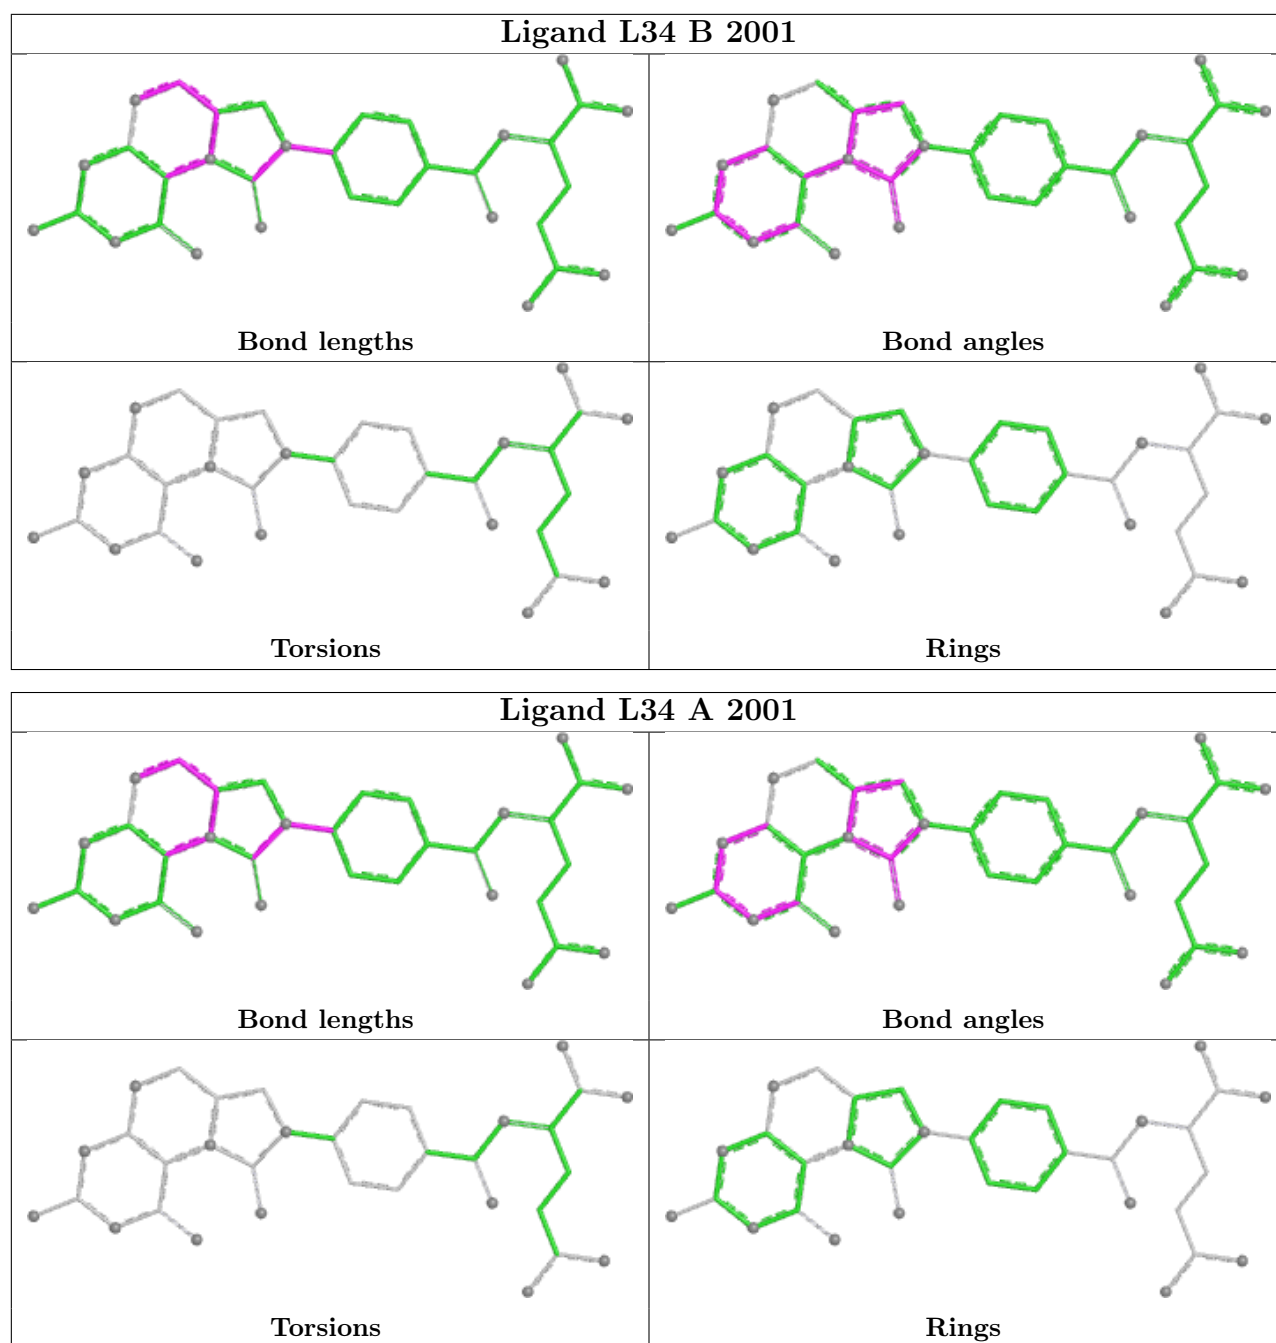 Ligand L34 B 2001
Bond lengths
Bond angles
Torsions
Rings
Ligand L34 A 2001
Bond lengths
Bond angles
Torsions
Rings